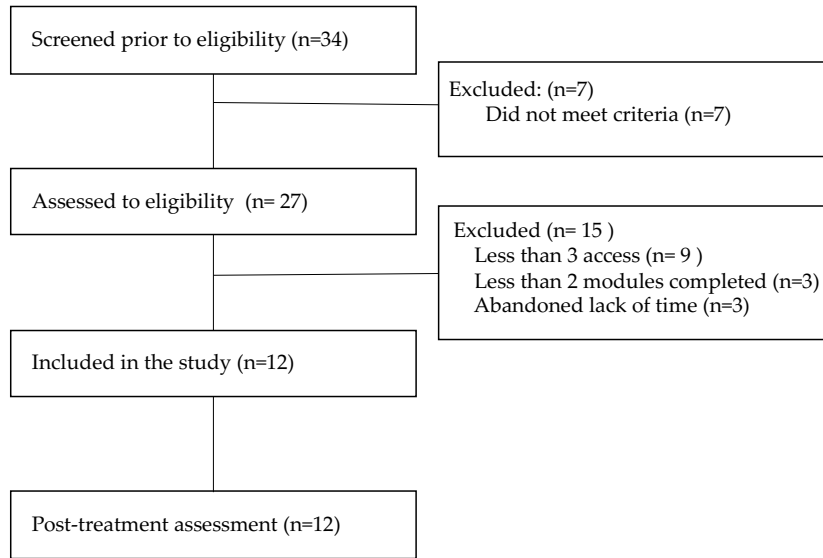 Screened prior to eligibility (n=34)
Excluded: (n=7)
Did not meet criteria (n=7)
Assessed to eligibility (n= 27)
Excluded (n= 15 )
Less than 3 access (n= 9 )
Less than 2 modules completed (n=3)
Abandoned lack of time (n=3)
Included in the study (n=12)
Post-treatment assessment (n=12)